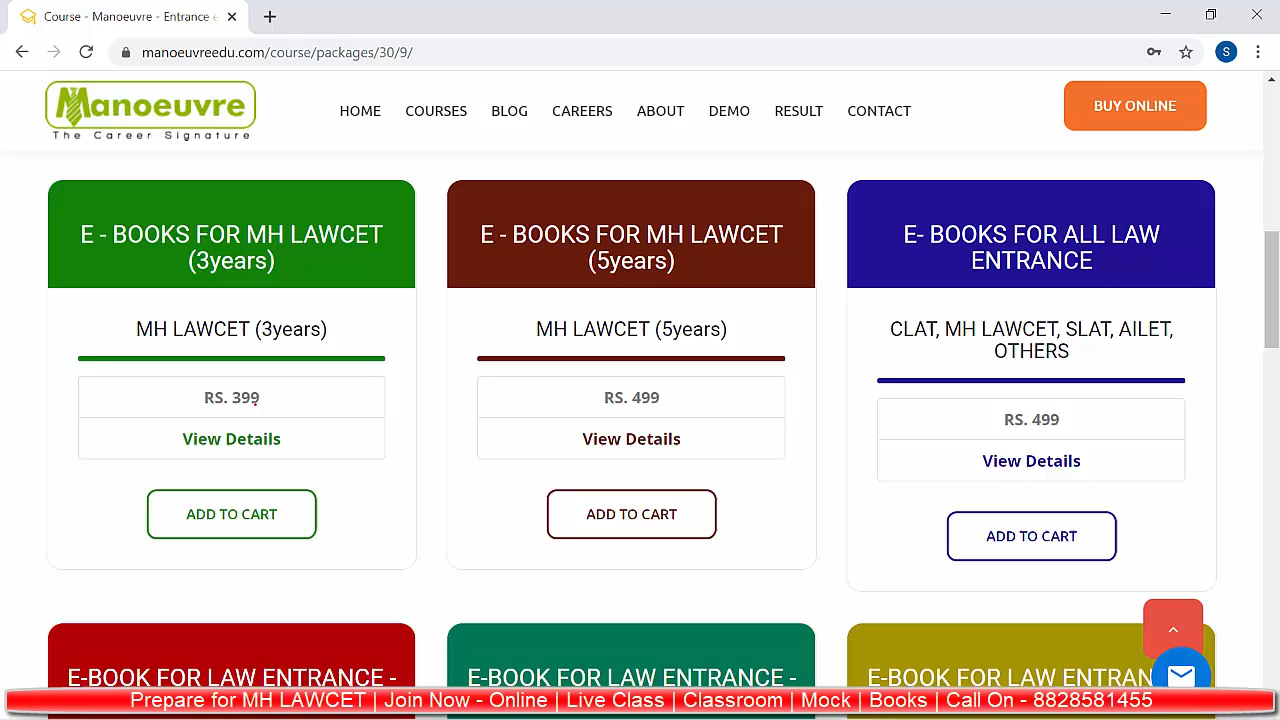 Course - Manoeuvre - Entrance e
manoeuvreedu.com/course/packages/30/9/
S
Manoeuvre
The Career Signature
HOME COURSES BLOG CAREERS ABOUT DEMO RESULT CONTACT
BUY ONLINE
E - BOOKS FOR MH LAWCET
(3years)
MH LAWCET (3years)
RS. 399
View Details
ADD TO CART
E - BOOKS FOR MH LAWCET
(5years)
MH LAWCET (5years)
RS. 499
View Details
ADD TO CART
E- BOOKS FOR ALL LAW
ENTRANCE
CLAT, MH LAWCET, SLAT, AILET,
OTHERS
RS. 499
View Details
ADD TO CART
E-BOOK FOR LAW ENTRANCE -
E-BOOK FOR LAW ENTRANCE -
E-BOOK FOR LAW ENTRAN
Prepare for MH LAWCET | Join Now - Online | Live Class | Classroom | Mock | Books | Call On - 8828581455